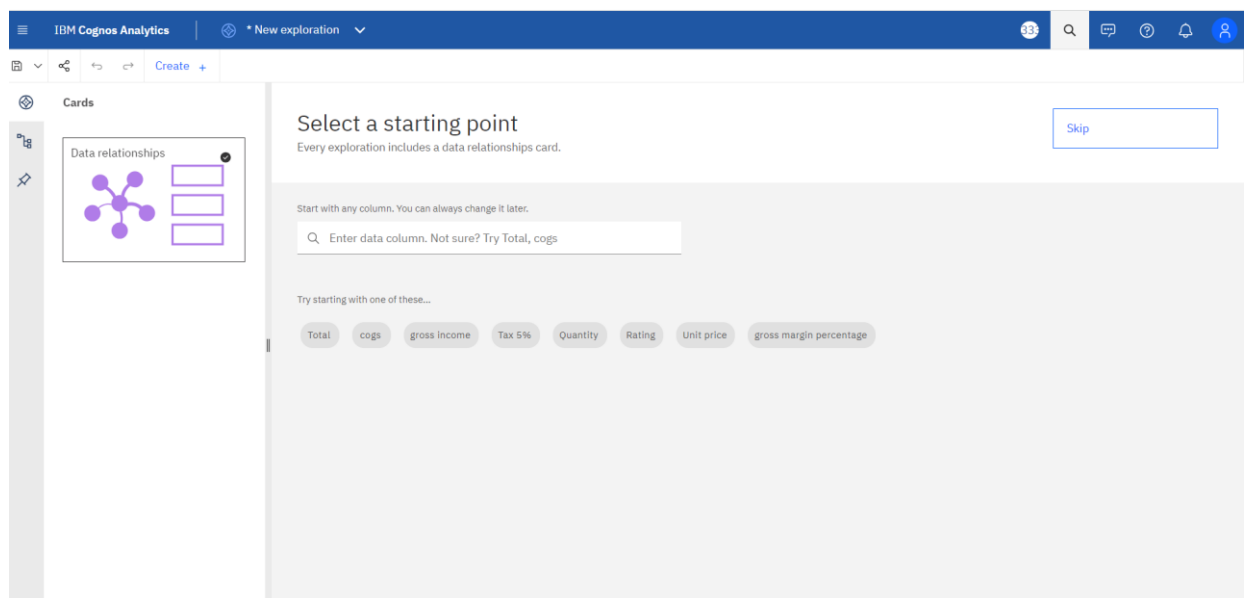 IBM Cognos Analytics
* New exploration
Create +
Cards
Data relationships
Select a starting point
Every exploration includes a data relationships card.
Skip
Start with any column. You can always change it later.
Enter data column. Not sure? Try Total, cogs
Try starting with one of these...
Total cogs gross income Tax 5% Quantity Rating Unit price gross margin percentage